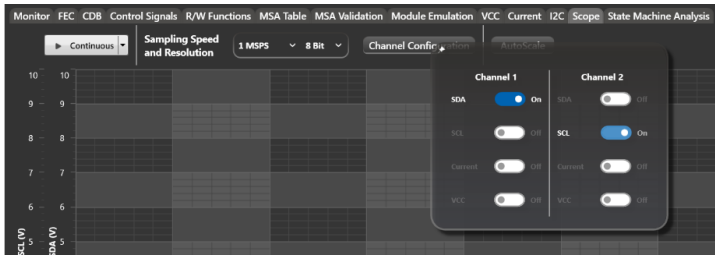 Monitor FEC CDB Control Signals R/W Functions MSA Table MSA Validation Module Emulation VCC Current I2C Scope State Machine Analysis
Continuous
Sampling Speed
and Resolution
1 MSPS
8 Bit
Channel Configuration
AutoScale
Channel 1 Channel 2
SDA On SDA Off
SCL Off SCL On
Current Off Current Off
VCC Off VCC Off
10 10
9 9
8 8
7 7
6 6
5 5
SCL (V)
SDA (V)